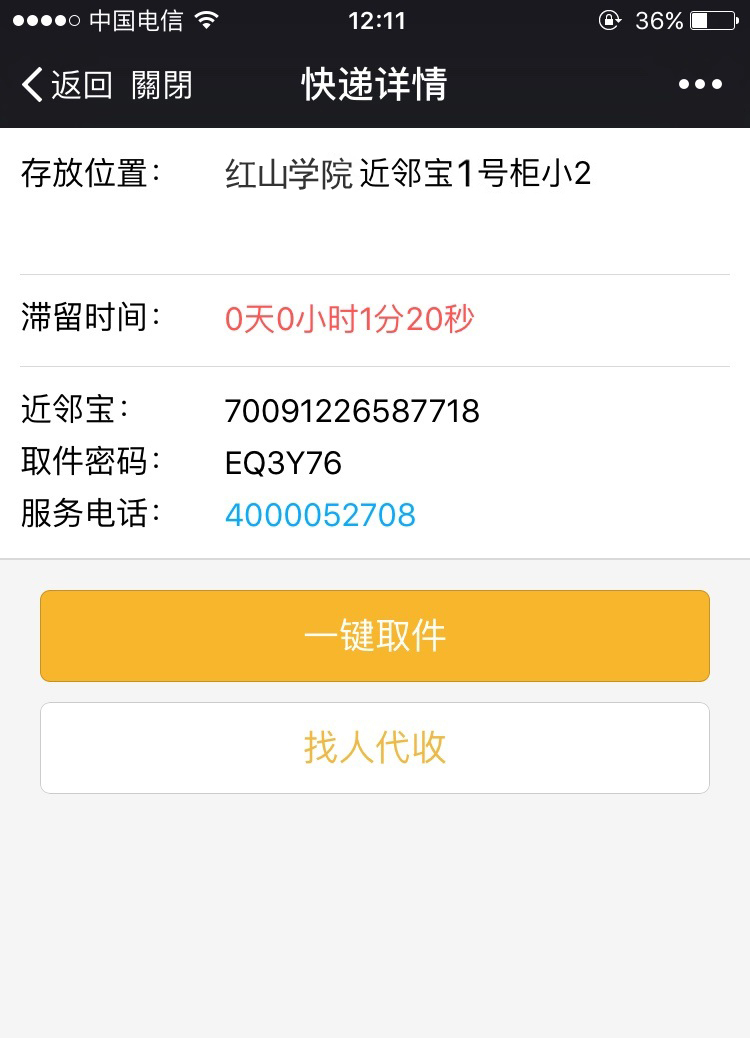 中国电信 12:11 36%
返回 關閉 快递详情
存放位置： 红山学院 近邻宝1号柜小2
滞留时间： 0天0小时1分20秒
近邻宝： 70091226587718
取件密码： EQ3Y76
服务电话： 4000052708
一键取件
找人代收